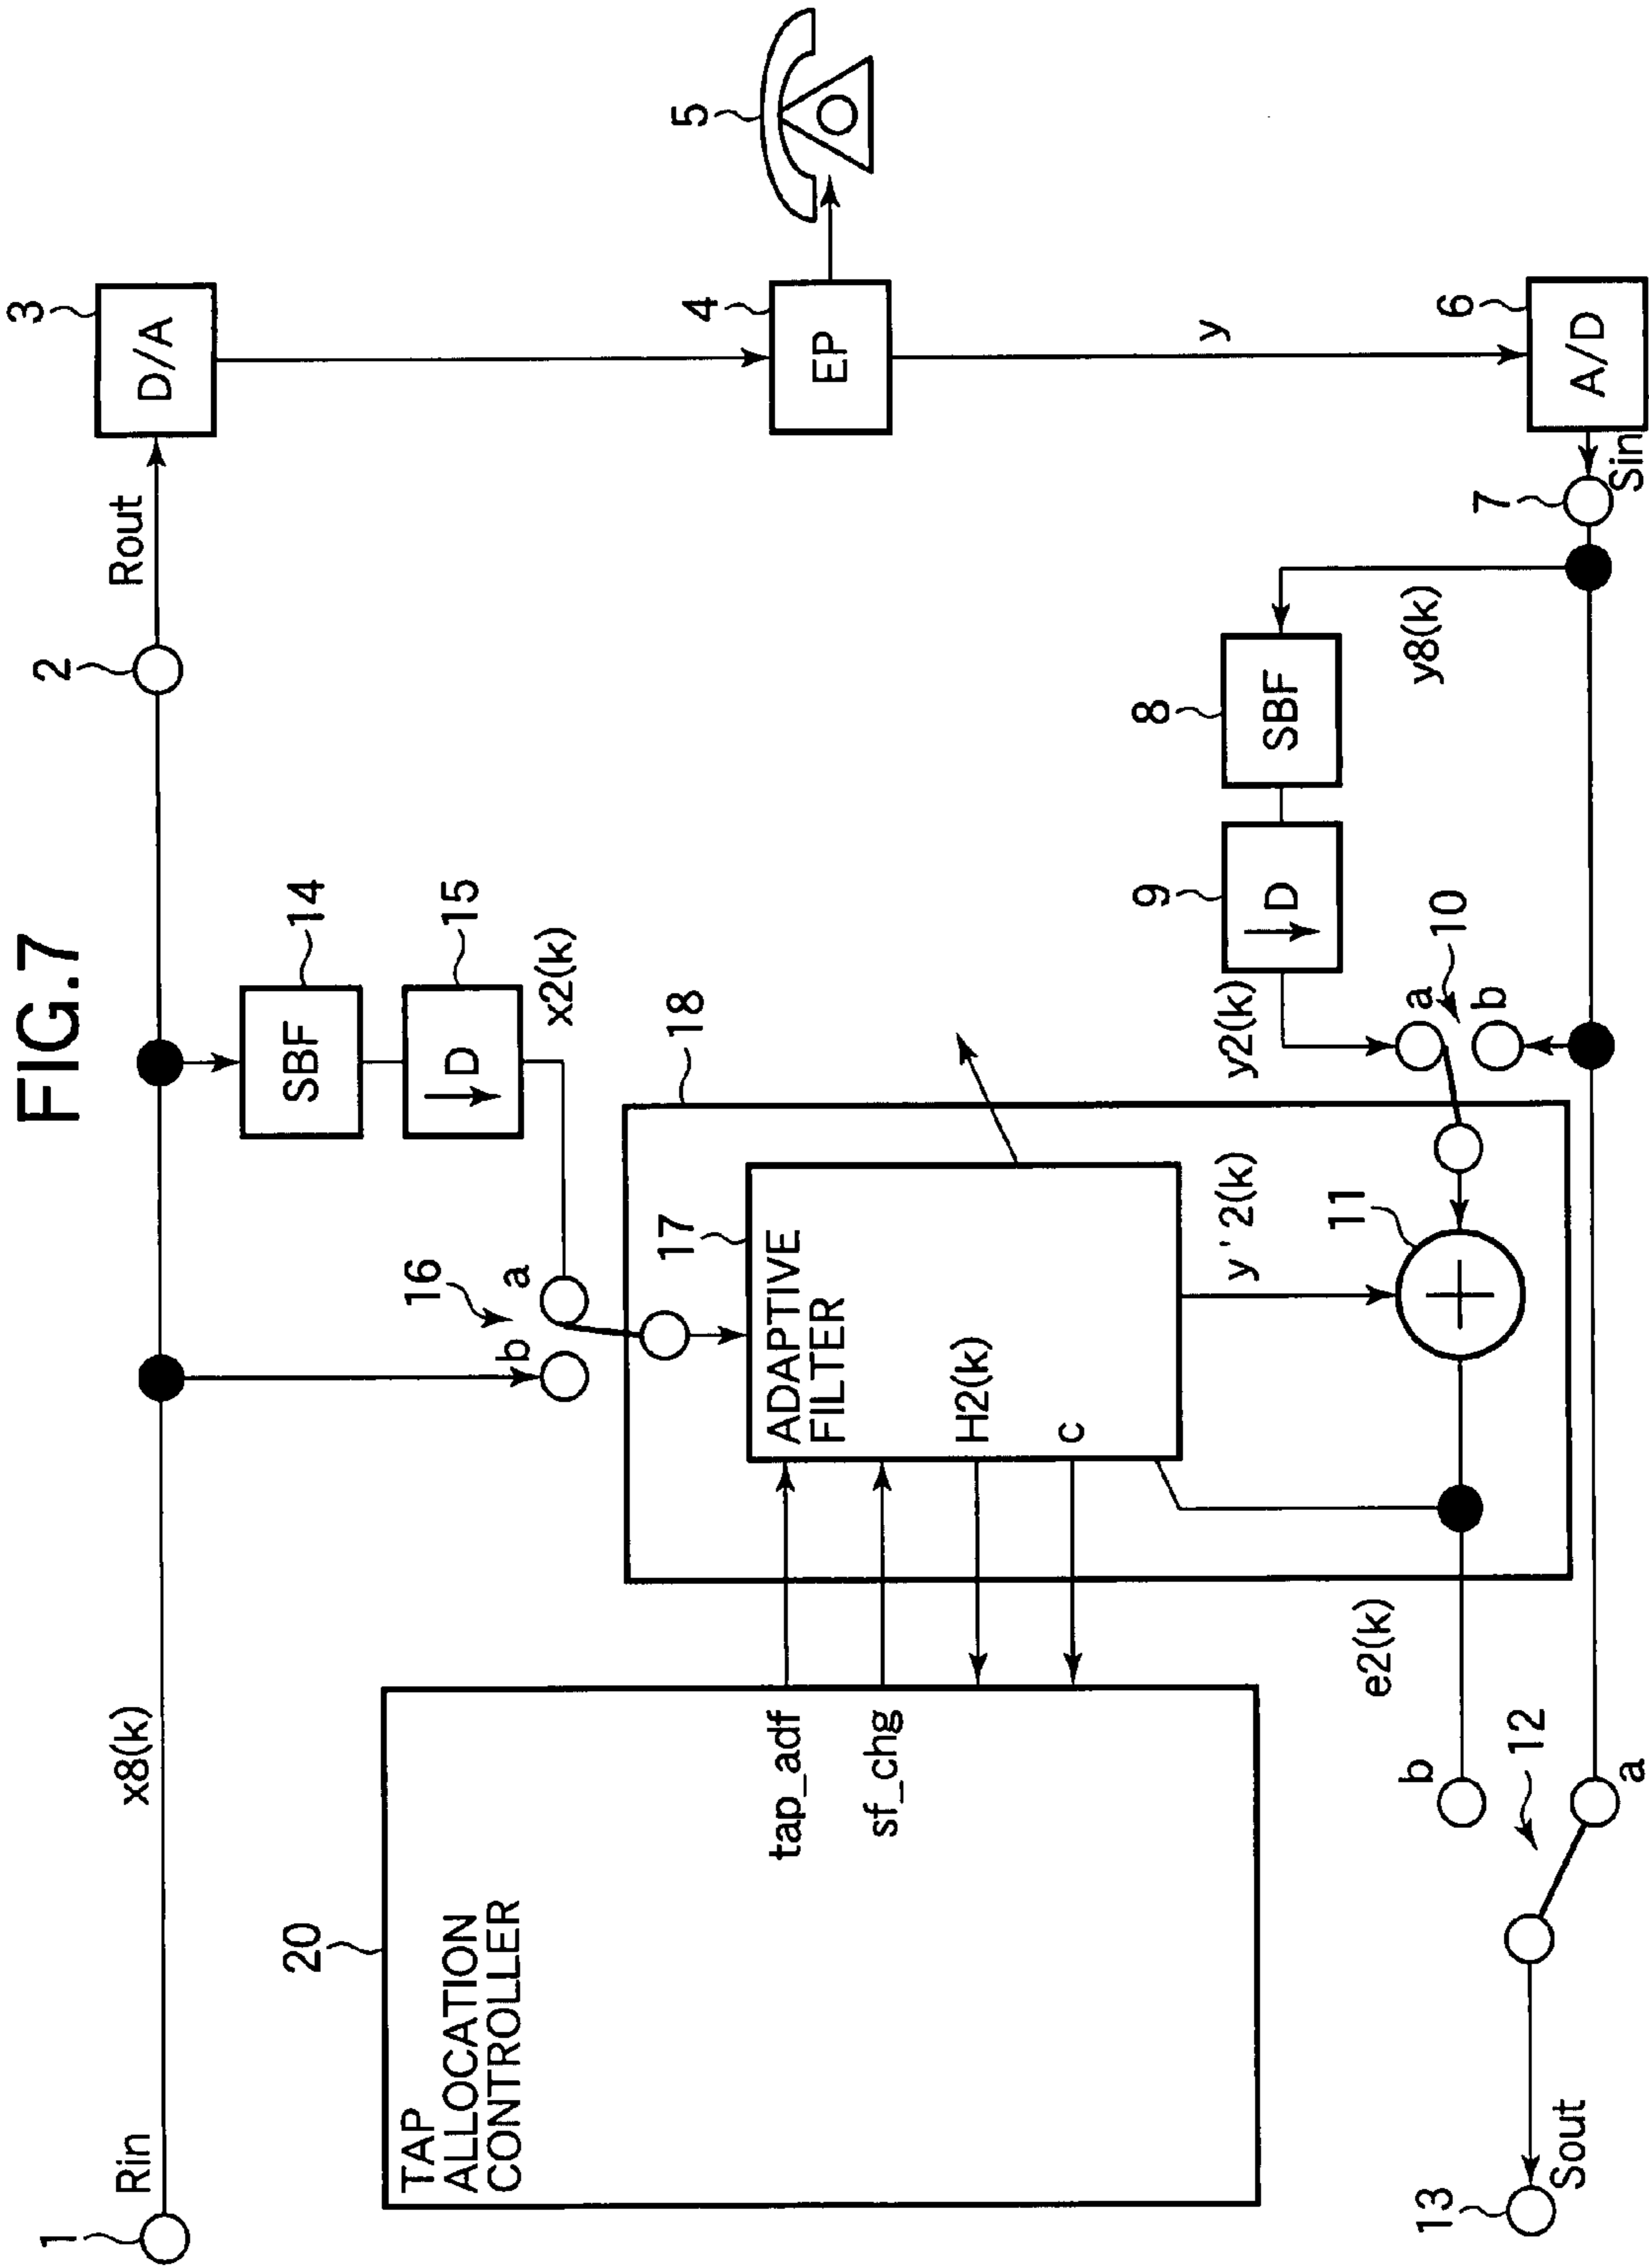 FIG.7
1
Rin
x8(k)
2
Rout
3
D/A
14
SBF
15
D
x2(k)
16
a
b
4
EP
5
20
TAP
ALLOCATION
CONTROLLER
tap_adf
sf_chg
18
17
ADAPTIVE
FILTER
H2(k)
c
y'2(k)
11
y
8
SBF
9
D
y2(k)
10
a
b
y8(k)
6
A/D
7
Sin
e2(k)
b
12
a
13
Sout